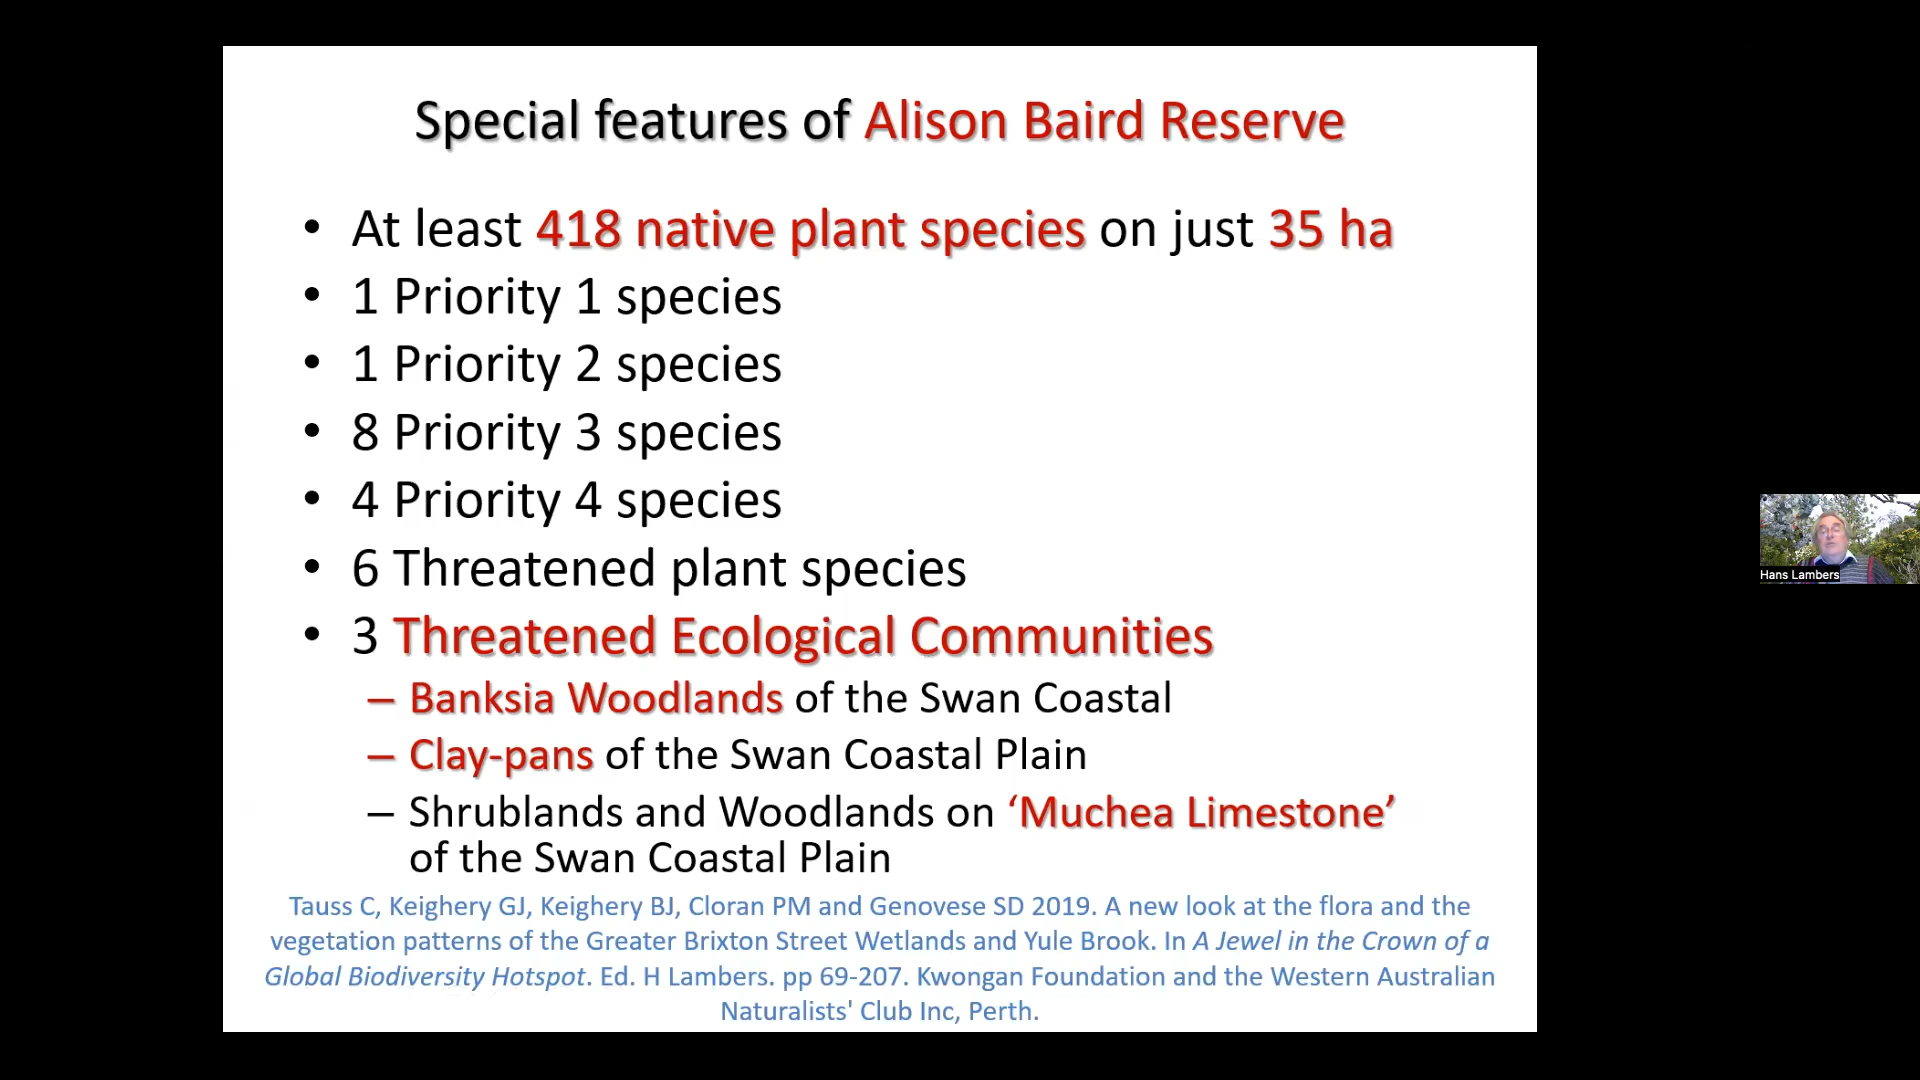 Special features of Alison Baird Reserve
• At least 418 native plant species on just 35 ha
• 1 Priority 1 species
• 1 Priority 2 species
• 8 Priority 3 species
• 4 Priority 4 species
• 6 Threatened plant species
• 3 Threatened Ecological Communities
– Banksia Woodlands of the Swan Coastal
– Clay-pans of the Swan Coastal Plain
– Shrublands and Woodlands on ‘Muchea Limestone’
of the Swan Coastal Plain
Tauss C, Keighery GJ, Keighery BJ, Cloran PM and Genovese SD 2019. A new look at the flora and the
vegetation patterns of the Greater Brixton Street Wetlands and Yule Brook. In A Jewel in the Crown of a
Global Biodiversity Hotspot. Ed. H Lambers. pp 69-207. Kwongan Foundation and the Western Australian
Naturalists' Club Inc, Perth.
Hans Lambers